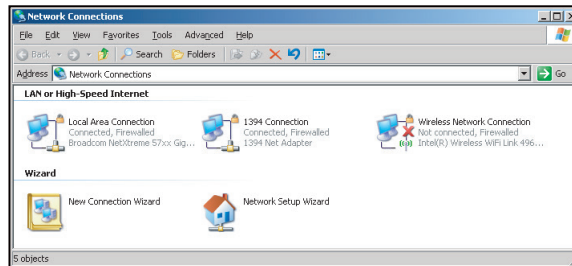 Network Connections
File Edit View Favorites Tools Advanced Help
Back Search Folders
Address Network Connections Go
LAN or High-Speed Internet
Local Area Connection
Connected, Firewalled
Broadcom NetXtreme 57xx Gig...
1394 Connection
Connected, Firewalled
1394 Net Adapter
Wireless Network Connection
Not connected, Firewalled
Intel(R) Wireless WiFi Link 496...
Wizard
New Connection Wizard
Network Setup Wizard
5 objects